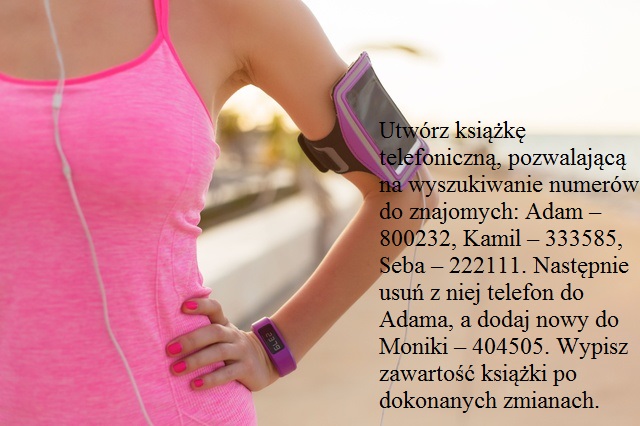 Utwórz książkę
telefoniczną, pozwalającą
na wyszukiwanie numerów
do znajomych: Adam –
800232, Kamil – 333585,
Seba – 222111. Następnie
usuń z niej telefon do
Adama, a dodaj nowy do
Moniki – 404505. Wypisz
zawartość książki po
dokonanych zmianach.